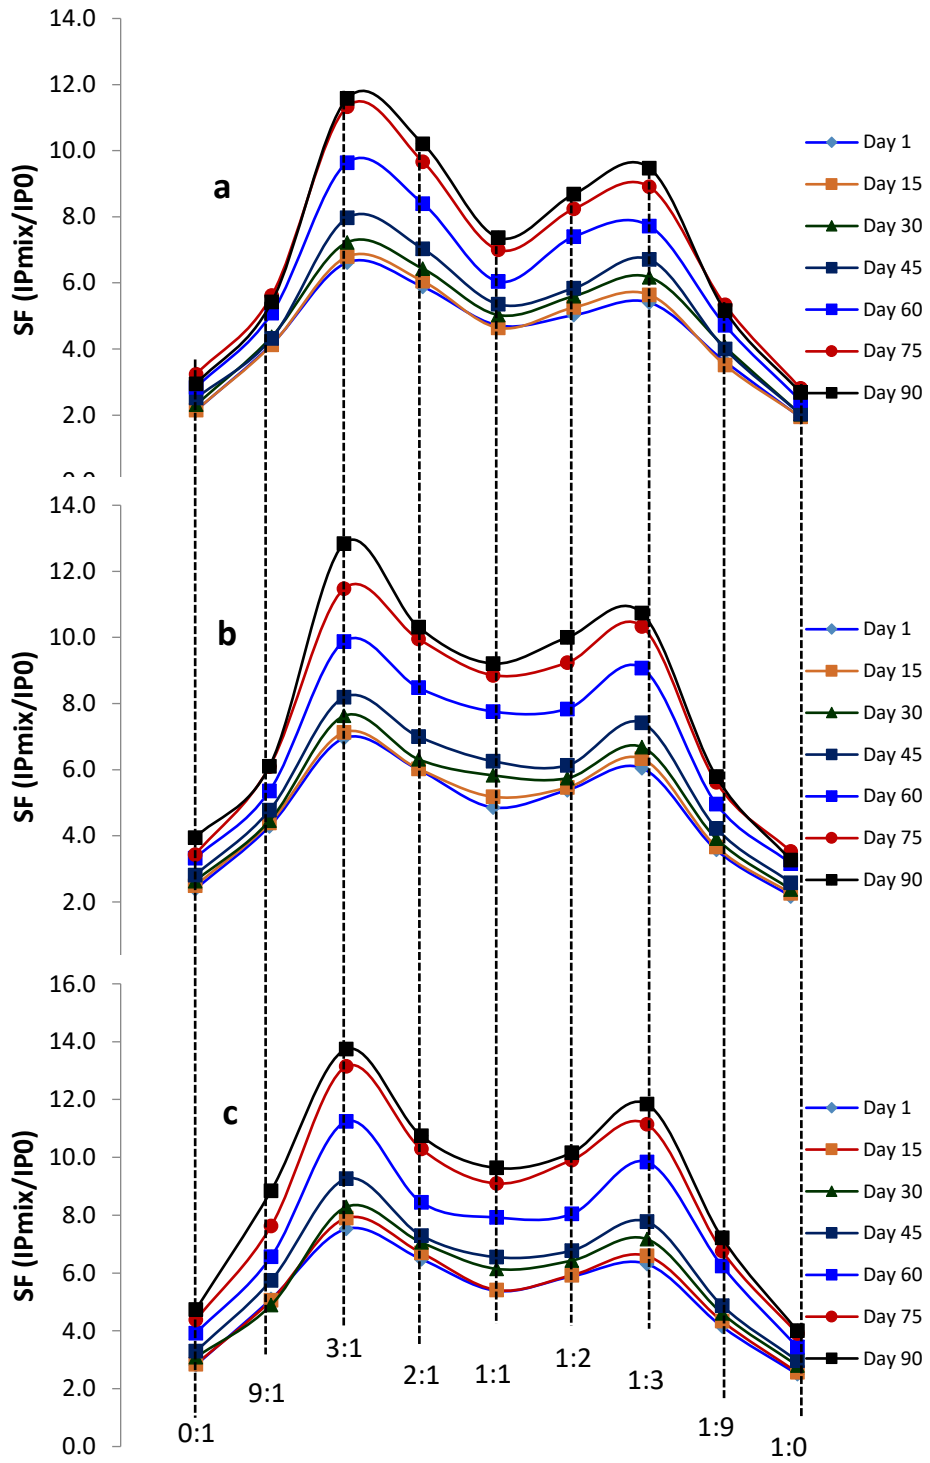 14.0
12.0
10.0
8.0
6.0
4.0
2.0
0.0
SF (IPmix/IP0)
a
Day 1
Day 15
Day 30
Day 45
Day 60
Day 75
Day 90
14.0
12.0
10.0
8.0
6.0
4.0
2.0
SF (IPmix/IP0)
b
Day 1
Day 15
Day 30
Day 45
Day 60
Day 75
Day 90
16.0
14.0
12.0
10.0
8.0
6.0
4.0
2.0
0.0
SF (IPmix/IP0)
c
Day 1
Day 15
Day 30
Day 45
Day 60
Day 75
Day 90
0:1
9:1
3:1
2:1
1:1
1:2
1:3
1:9
1:0